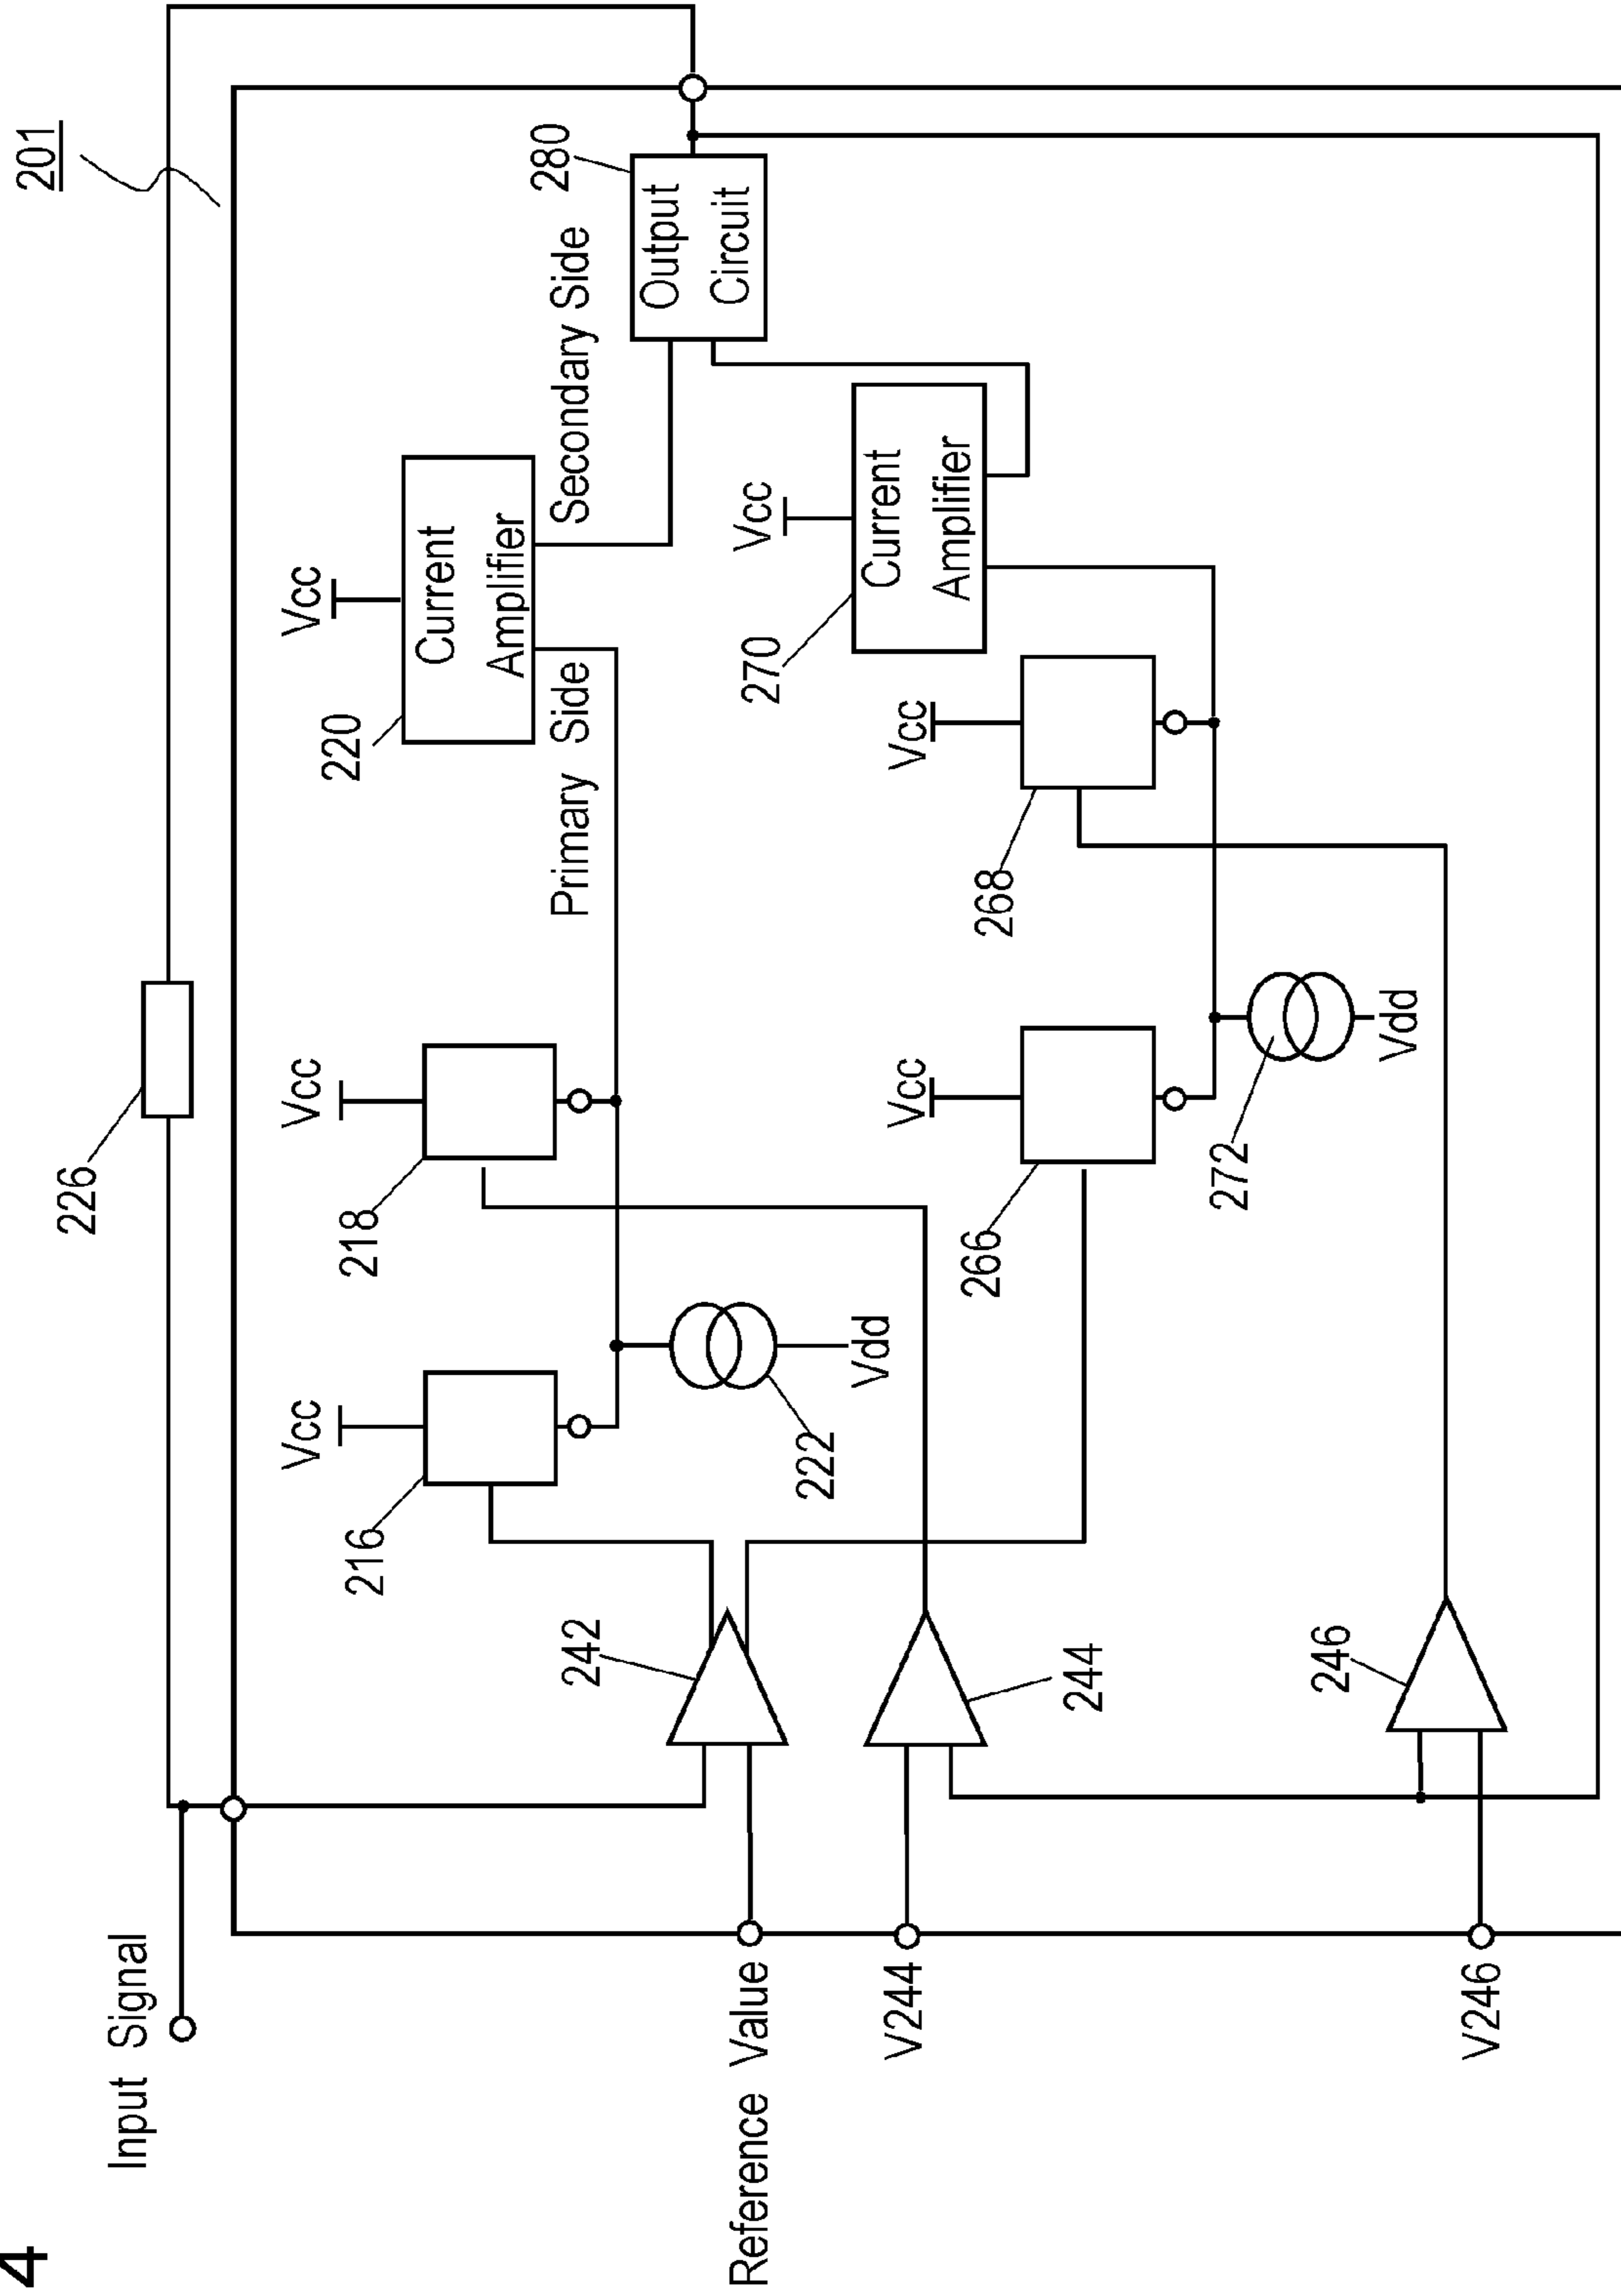 4
201
226
Input Signal
Vcc
Vcc
Vcc
220
Current
Amplifier
216
218
Primary Side
Secondary Side
280
Output
Circuit
242
222
Vdd
Vcc
270
Current
Amplifier
Reference Value
V244
244
Vcc
Vcc
266
268
272
Vdd
246
V246